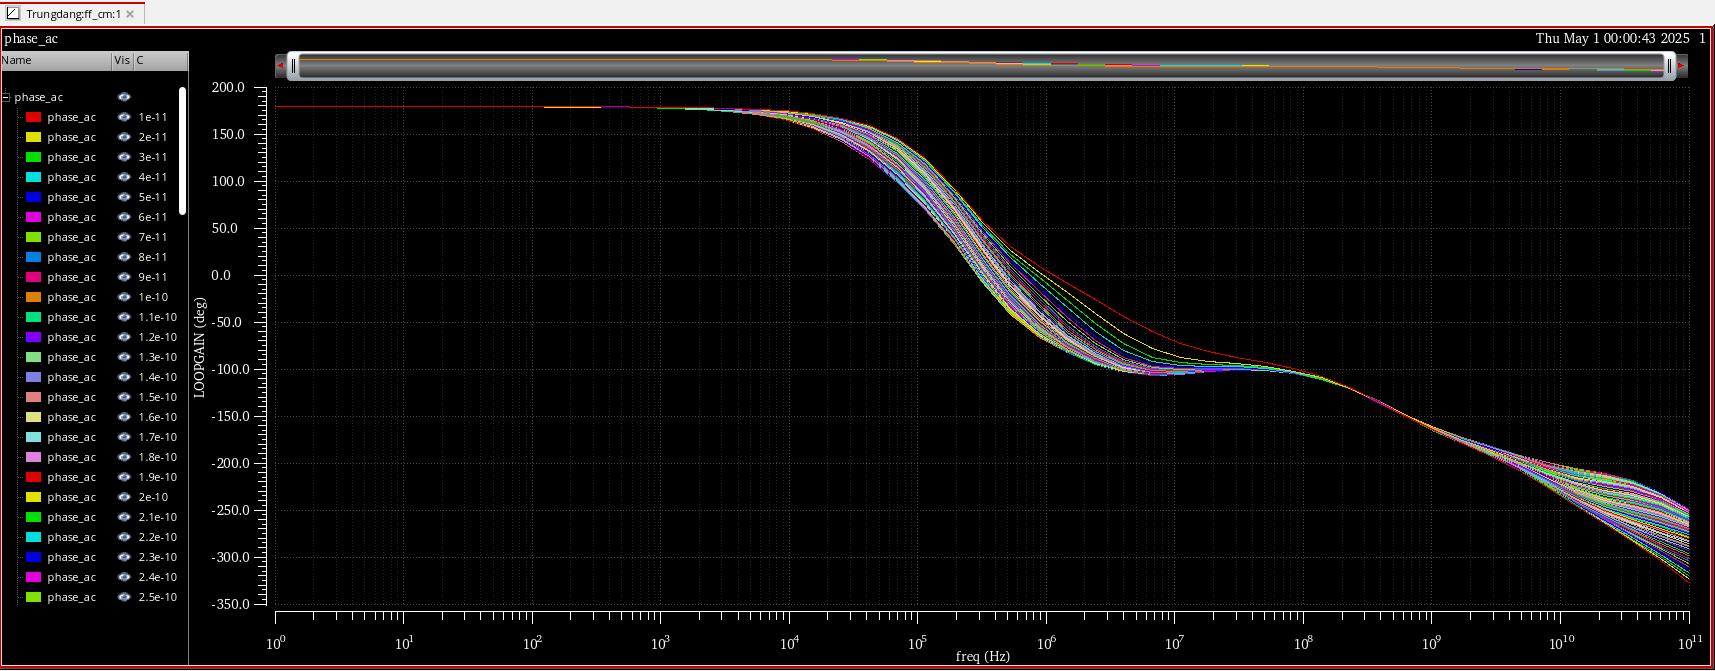 Trungdang:ff_cm:1
phase_ac
Thu May 1 00:00:43 2025 1
Name Vis C
phase_ac
phase_ac 1e-11
phase_ac 2e-11
phase_ac 3e-11
phase_ac 4e-11
phase_ac 5e-11
phase_ac 6e-11
phase_ac 7e-11
phase_ac 8e-11
phase_ac 9e-11
phase_ac 1e-10
phase_ac 1.1e-10
phase_ac 1.2e-10
phase_ac 1.3e-10
phase_ac 1.4e-10
phase_ac 1.5e-10
phase_ac 1.6e-10
phase_ac 1.7e-10
phase_ac 1.8e-10
phase_ac 1.9e-10
phase_ac 2e-10
phase_ac 2.1e-10
phase_ac 2.2e-10
phase_ac 2.3e-10
phase_ac 2.4e-10
phase_ac 2.5e-10
LOOPGAIN (deg)
200.0
150.0
100.0
50.0
0.0
-50.0
-100.0
-150.0
-200.0
-250.0
-300.0
-350.0
10⁰ 10¹ 10² 10³ 10⁴ 10⁵ 10⁶ 10⁷ 10⁸ 10⁹ 10¹⁰ 10¹¹
freq (Hz)